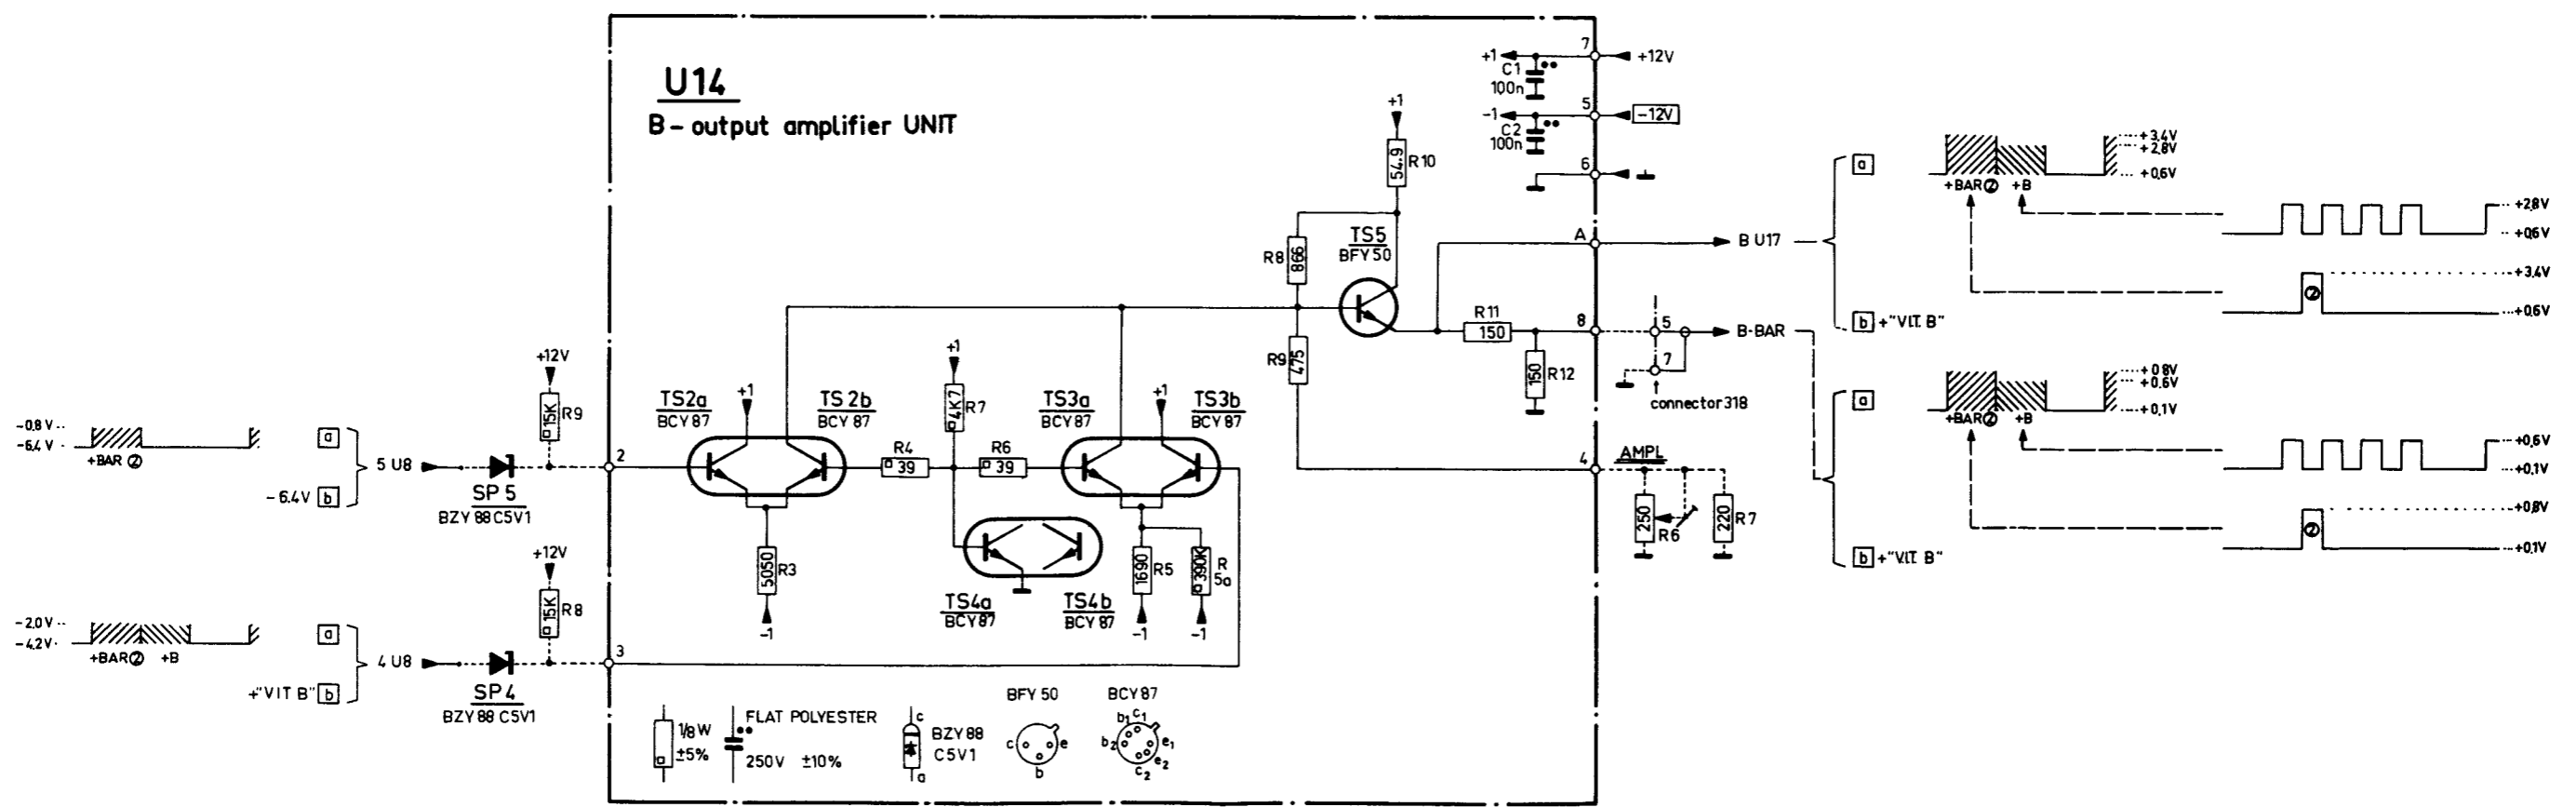 U14
B-output amplifier UNIT
+1
C1
100n
7
+12V
-1
C2
100n
5
-12V
6
+1
54.9
R10
R8
866
TS5
BFY 50
A
B U17
R11
150
8
5
7
B-BAR
connector 318
150
R12
R9
475
4
AMPL
250
R6
220
R7
+12V
15K
R9
-0.8V
-6.4V
+BAR ②
a
-6.4V b
5 U8
SP 5
BZY 88 C5V1
2
TS2a
BCY 87
+1
TS 2b
BCY 87
R4
39
+1
4K7
R7
R6
39
TS3a
BCY 87
+1
TS3b
BCY 87
5050
R3
-1
TS4a
BCY 87
TS4b
BCY 87
1690
R5
-1
390K
R
5a
-1
+12V
15K
R8
-2.0V
-4.2V
+BAR② +B
a
+"VIT B" b
4 U8
SP 4
BZY 88 C5V1
3
1/8 W
±5%
FLAT POLYESTER
250V ±10%
c
BZY 88
C5V1
a
BFY 50
c
e
b
BCY 87
b1
c1
b2
e1
e2
c2
a
+BAR② +B
+3.4V
+2.8V
+0.6V
+2.8V
+0.6V
+3.4V
②
+0.6V
b +"V.I.T. B"
a
+BAR② +B
+0.8V
+0.6V
+0.1V
+0.6V
+0.1V
+0.8V
②
+0.1V
b +"V.I.T. B"